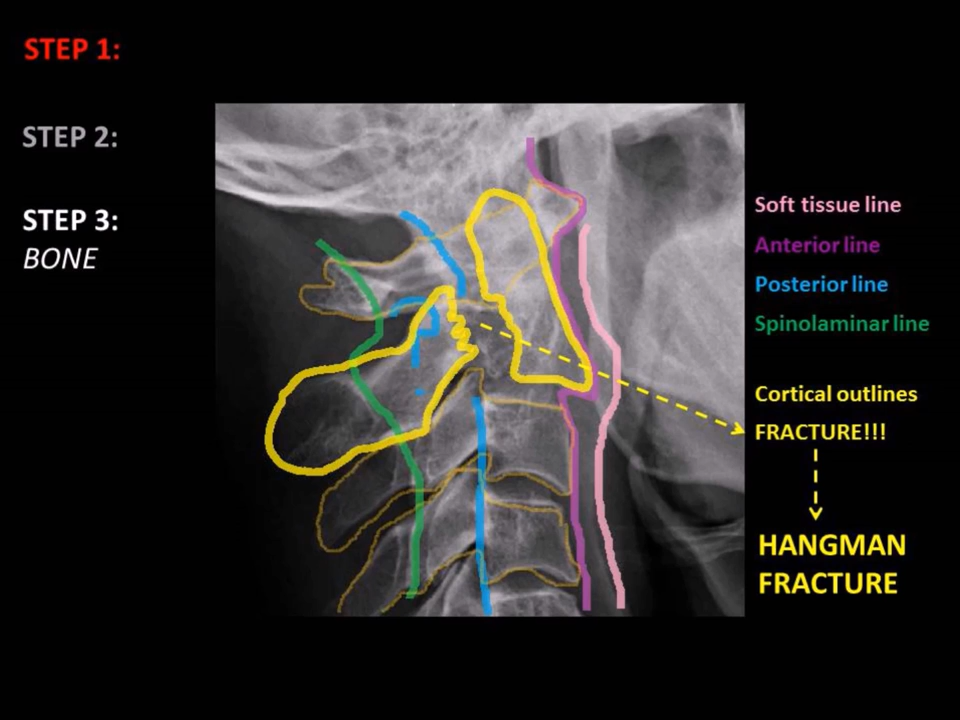 STEP 1:
STEP 2:
STEP 3:
BONE
Soft tissue line
Anterior line
Posterior line
Spinolaminar line
Cortical outlines
FRACTURE!!!
HANGMAN
FRACTURE